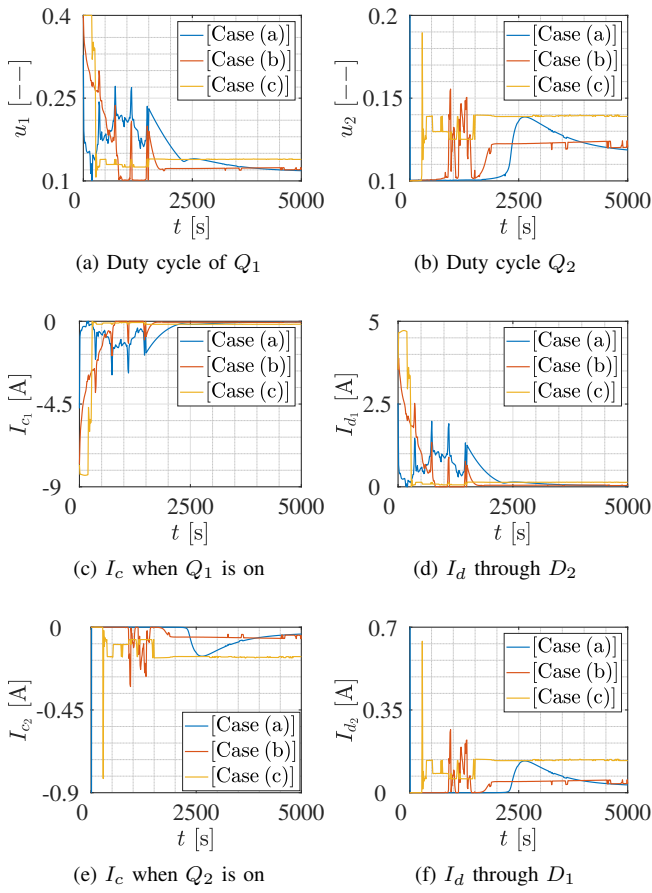 0.4
0.25
0.1
u1 [−−]
[Case (a)]
[Case (b)]
[Case (c)]
0
2500
5000
t [s]
(a) Duty cycle of Q1
0.2
0.15
0.1
u2 [−−]
[Case (a)]
[Case (b)]
[Case (c)]
0
2500
5000
t [s]
(b) Duty cycle Q2
0
-4.5
-9
Ic1 [A]
[Case (a)]
[Case (b)]
[Case (c)]
0
2500
5000
t [s]
(c) Ic when Q1 is on
5
2.5
0
Id1 [A]
[Case (a)]
[Case (b)]
[Case (c)]
0
2500
5000
t [s]
(d) Id through D2
0
-0.45
-0.9
Ic2 [A]
[Case (a)]
[Case (b)]
[Case (c)]
0
2500
5000
t [s]
(e) Ic when Q2 is on
0.7
0.35
0
Id2 [A]
[Case (a)]
[Case (b)]
[Case (c)]
0
2500
5000
t [s]
(f) Id through D1